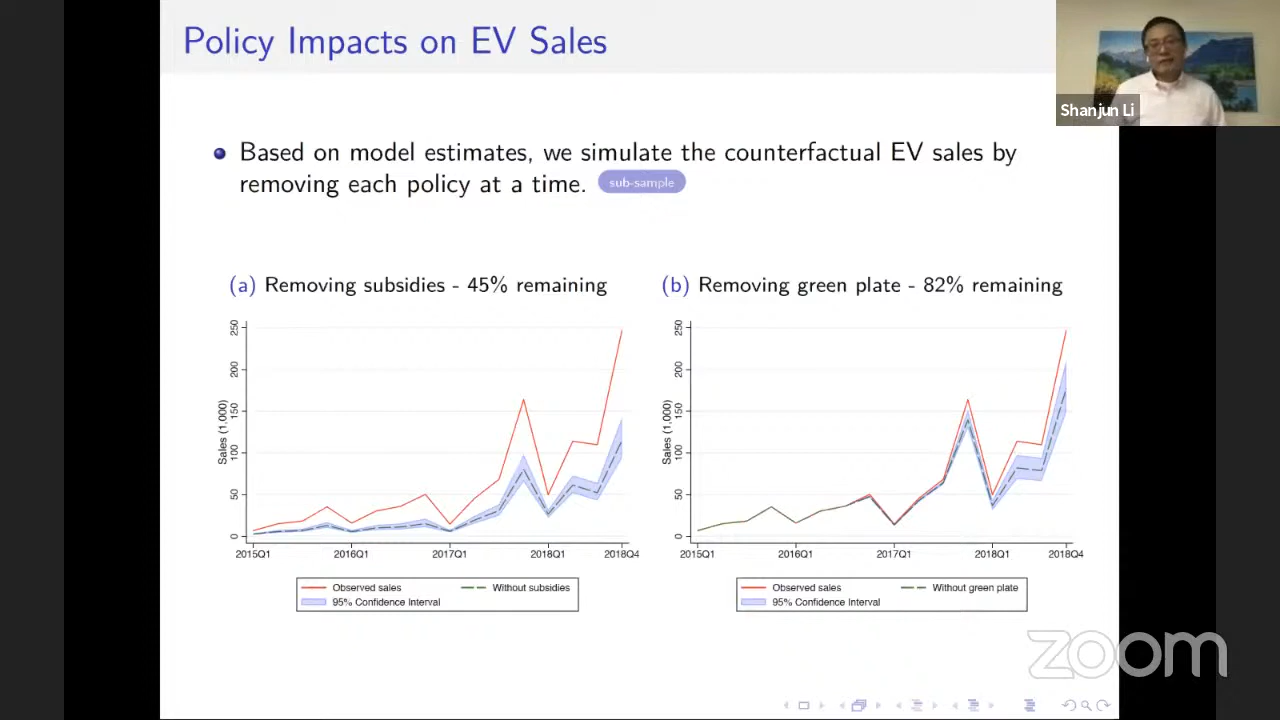 Policy Impacts on EV Sales
Shanjun Li
Based on model estimates, we simulate the counterfactual EV sales by
removing each policy at a time. sub-sample
(a) Removing subsidies - 45% remaining
250
200
150
100
50
0
Sales (1,000)
2015Q1 2016Q1 2017Q1 2018Q1 2018Q4
Observed sales Without subsidies
95% Confidence Interval
(b) Removing green plate - 82% remaining
250
200
150
100
50
0
Sales (1,000)
2015Q1 2016Q1 2017Q1 2018Q1 2018Q4
Observed sales Without green plate
95% Confidence Interval
zoom